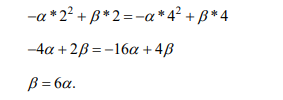 −α * 2² + β * 2 = −α * 4² + β * 4
−4α + 2β = −16α + 4β
β = 6α.